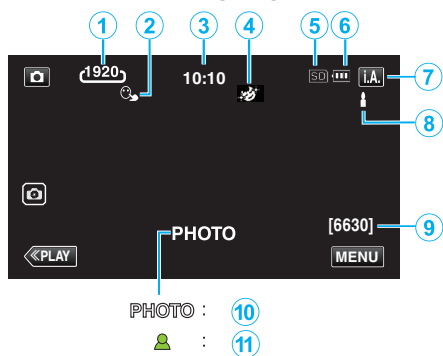 1 2 3 4 5 6
1920 10:10 SD i.A. 7
8
[6630] 9
PHOTO
≪PLAY MENU
PHOTO : 10
: 11